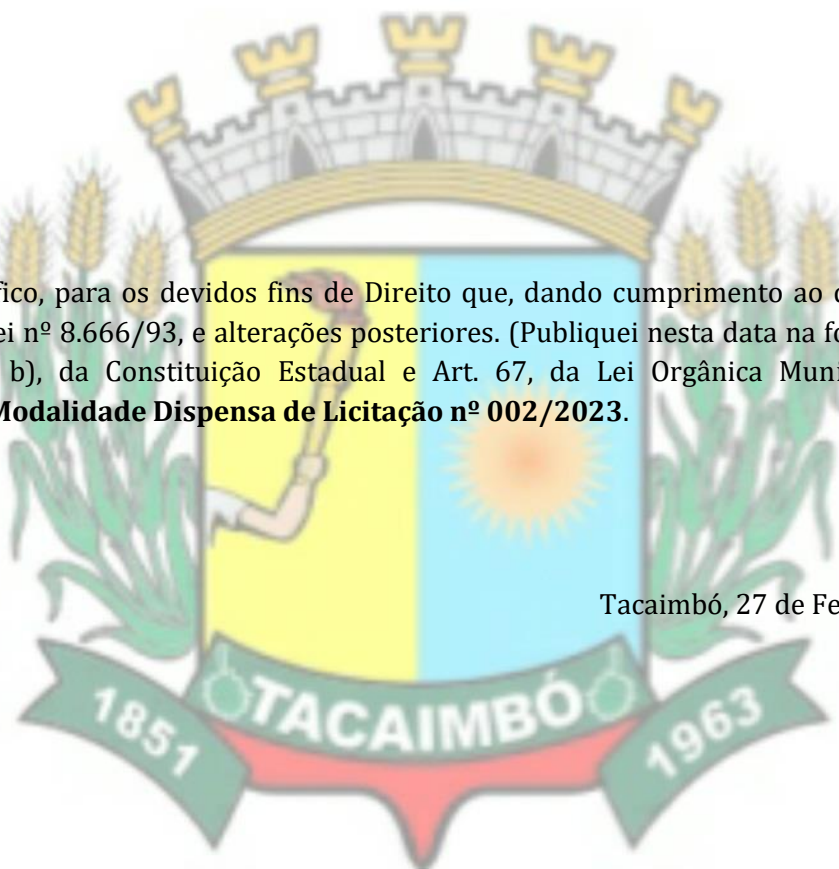 fico, para os devidos fins de Direito que, dando cumprimento ao
ei nº 8.666/93, e alterações posteriores. (Publiquei nesta data na
b), da Constituição Estadual e Art. 67, da Lei Orgânica Muni
Modalidade Dispensa de Licitação nº 002/2023.
Tacaimbó, 27 de Fe
TACAIMBÓ
1851
1963